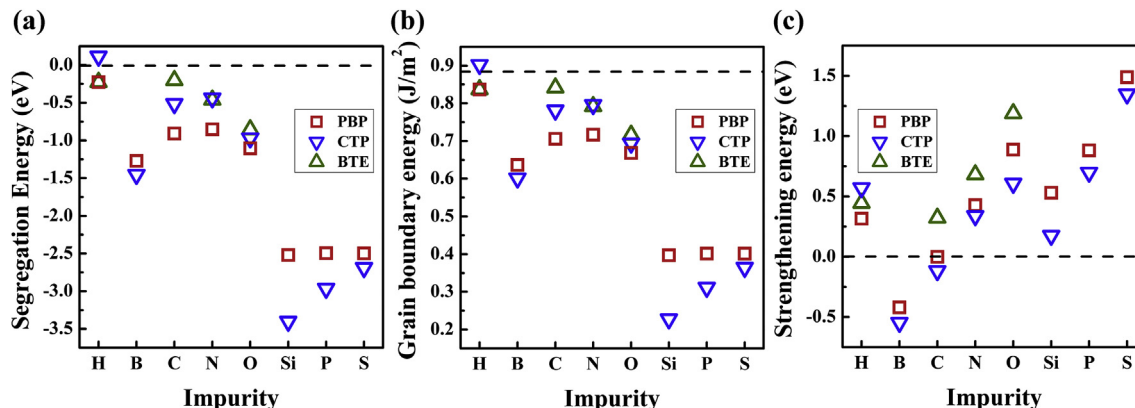 (a)
Segregation Energy (eV)
0.0
-0.5
-1.0
-1.5
-2.0
-2.5
-3.0
-3.5
PBP
CTP
BTE
H B C N O Si P S
Impurity
(b)
Grain boundary energy (J/m²)
0.9
0.8
0.7
0.6
0.5
0.4
0.3
0.2
PBP
CTP
BTE
H B C N O Si P S
Impurity
(c)
Strengthening energy (eV)
1.5
1.0
0.5
0.0
-0.5
PBP
CTP
BTE
H B C N O Si P S
Impurity